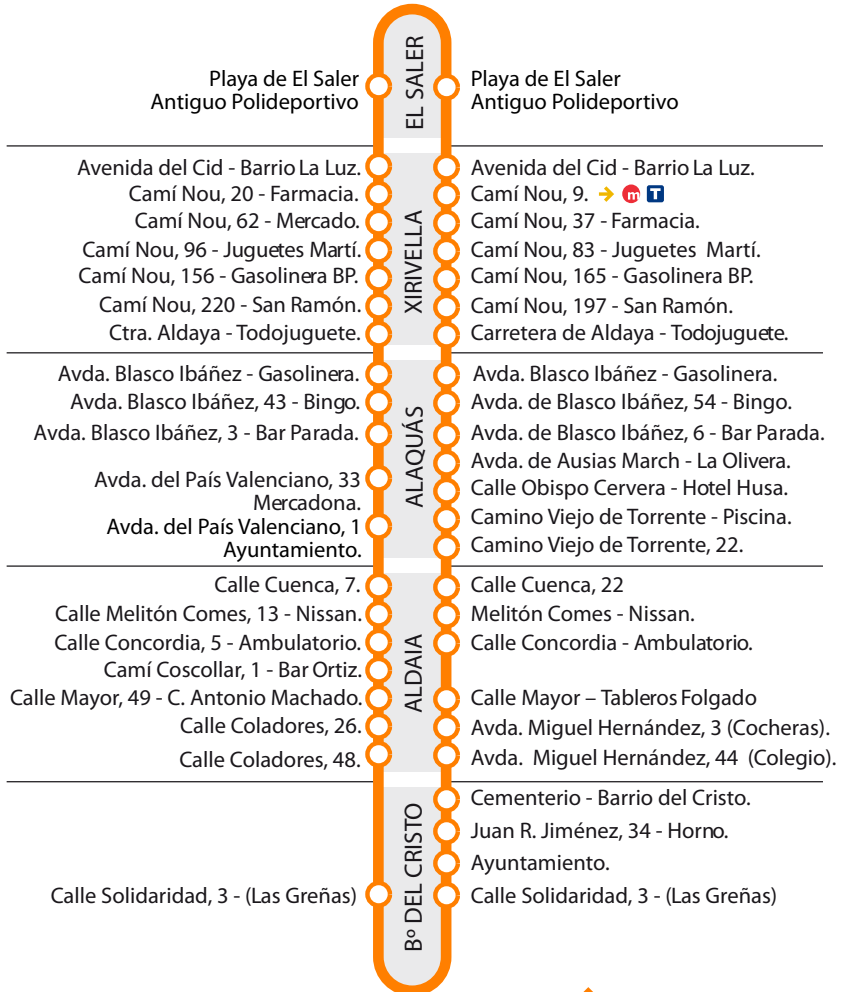 EL SALER
Playa de El Saler
Antiguo Polideportivo
Playa de El Saler
Antiguo Polideportivo
XIRIVELLA
Avenida del Cid - Barrio La Luz.
Camí Nou, 20 - Farmacia.
Camí Nou, 62 - Mercado.
Camí Nou, 96 - Juguetes Martí.
Camí Nou, 156 - Gasolinera BP.
Camí Nou, 220 - San Ramón.
Ctra. Aldaya - Todojuguete.
Avenida del Cid - Barrio La Luz.
Camí Nou, 9. → m T
Camí Nou, 37 - Farmacia.
Camí Nou, 83 - Juguetes Martí.
Camí Nou, 165 - Gasolinera BP.
Camí Nou, 197 - San Ramón.
Carretera de Aldaya - Todojuguete.
ALAQUÁS
Avda. Blasco Ibáñez - Gasolinera.
Avda. Blasco Ibáñez, 43 - Bingo.
Avda. Blasco Ibáñez, 3 - Bar Parada.
Avda. del País Valenciano, 33
Mercadona.
Avda. del País Valenciano, 1
Ayuntamiento.
Avda. Blasco Ibáñez - Gasolinera.
Avda. de Blasco Ibáñez, 54 - Bingo.
Avda. de Blasco Ibáñez, 6 - Bar Parada.
Avda. de Ausias March - La Olivera.
Calle Obispo Cervera - Hotel Husa.
Camino Viejo de Torrente - Piscina.
Camino Viejo de Torrente, 22.
ALDAIA
Calle Cuenca, 7.
Calle Melitón Comes, 13 - Nissan.
Calle Concordia, 5 - Ambulatorio.
Camí Coscollar, 1 - Bar Ortiz.
Calle Mayor, 49 - C. Antonio Machado.
Calle Coladores, 26.
Calle Coladores, 48.
Calle Cuenca, 22
Melitón Comes - Nissan.
Calle Concordia - Ambulatorio.
Calle Mayor – Tableros Folgado
Avda. Miguel Hernández, 3 (Cocheras).
Avda. Miguel Hernández, 44 (Colegio).
Bº DEL CRISTO
Calle Solidaridad, 3 - (Las Greñas)
Cementerio - Barrio del Cristo.
Juan R. Jiménez, 34 - Horno.
Ayuntamiento.
Calle Solidaridad, 3 - (Las Greñas)